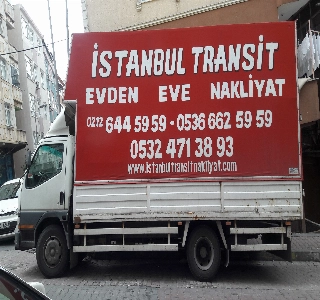 İSTANBUL TRANSİT
EVDEN EVE NAKLİYAT
0212 644 59 59 - 0536 662 59 59
0532 471 38 93
www.istanbultransitnakliyat.com